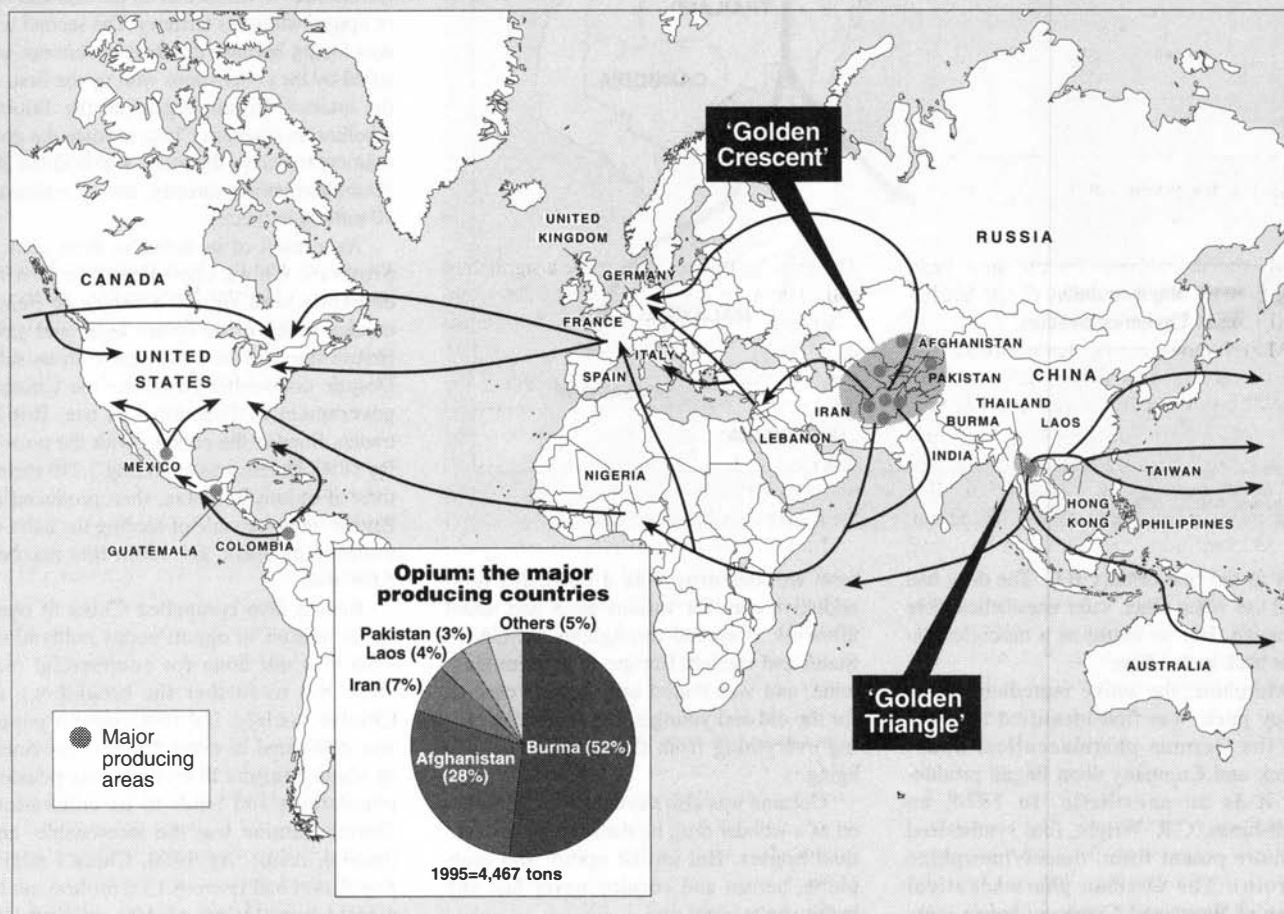 'Golden
Crescent'
UNITED
KINGDOM
RUSSIA
CANADA
GERMANY
FRANCE
UNITED
STATES
ITALY
SPAIN
AFGHANISTAN
PAKISTAN
CHINA
IRAN
THAILAND
BURMA
LAOS
LEBANON
INDIA
MEXICO
NIGERIA
TAIWAN
HONG
KONG
PHILIPPINES
GUATEMALA
COLOMBIA
AUSTRALIA
'Golden
Triangle'
Opium: the major
producing countries
Others (5%)
Pakistan (3%)
Laos (4%)
Iran (7%)
Burma (52%)
Afghanistan
(28%)
1995=4,467 tons
Major
producing
areas